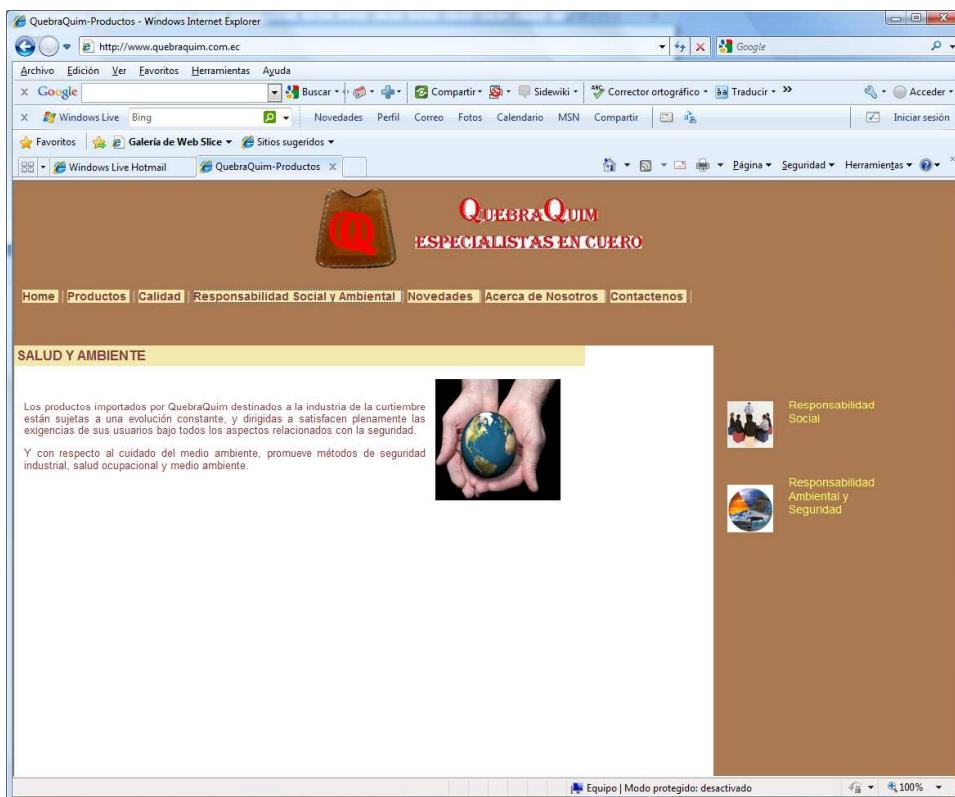 QuebraQuim-Productos - Windows Internet Explorer
http://www.quebraquim.com.ec
Google
Archivo Edición Ver Favoritos Herramientas Ayuda
x Google Buscar Compartir Sidewiki Corrector ortográfico Traducir » Acceder
x Windows Live Bing Novedades Perfil Correo Fotos Calendario MSN Compartir Iniciar sesión
Favoritos Galería de Web Slice Sitios sugeridos
Windows Live Hotmail QuebraQuim-Productos x Página Seguridad Herramientas »
QUEBRAQUIM
ESPECIALISTAS EN CUERO
Home | Productos | Calidad | Responsabilidad Social y Ambiental | Novedades | Acerca de Nosotros | Contactenos |
SALUD Y AMBIENTE
Los productos importados por QuebraQuim destinados a la industria de la curtiembre
están sujetas a una evolución constante, y dirigidas a satisfacen plenamente las
exigencias de sus usuarios bajo todos los aspectos relacionados con la seguridad.
Y con respecto al cuidado del medio ambiente, promueve métodos de seguridad
industrial, salud ocupacional y medio ambiente.
Responsabilidad
Social
Responsabilidad
Ambiental y
Seguridad
Equipo | Modo protegido: desactivado 100%